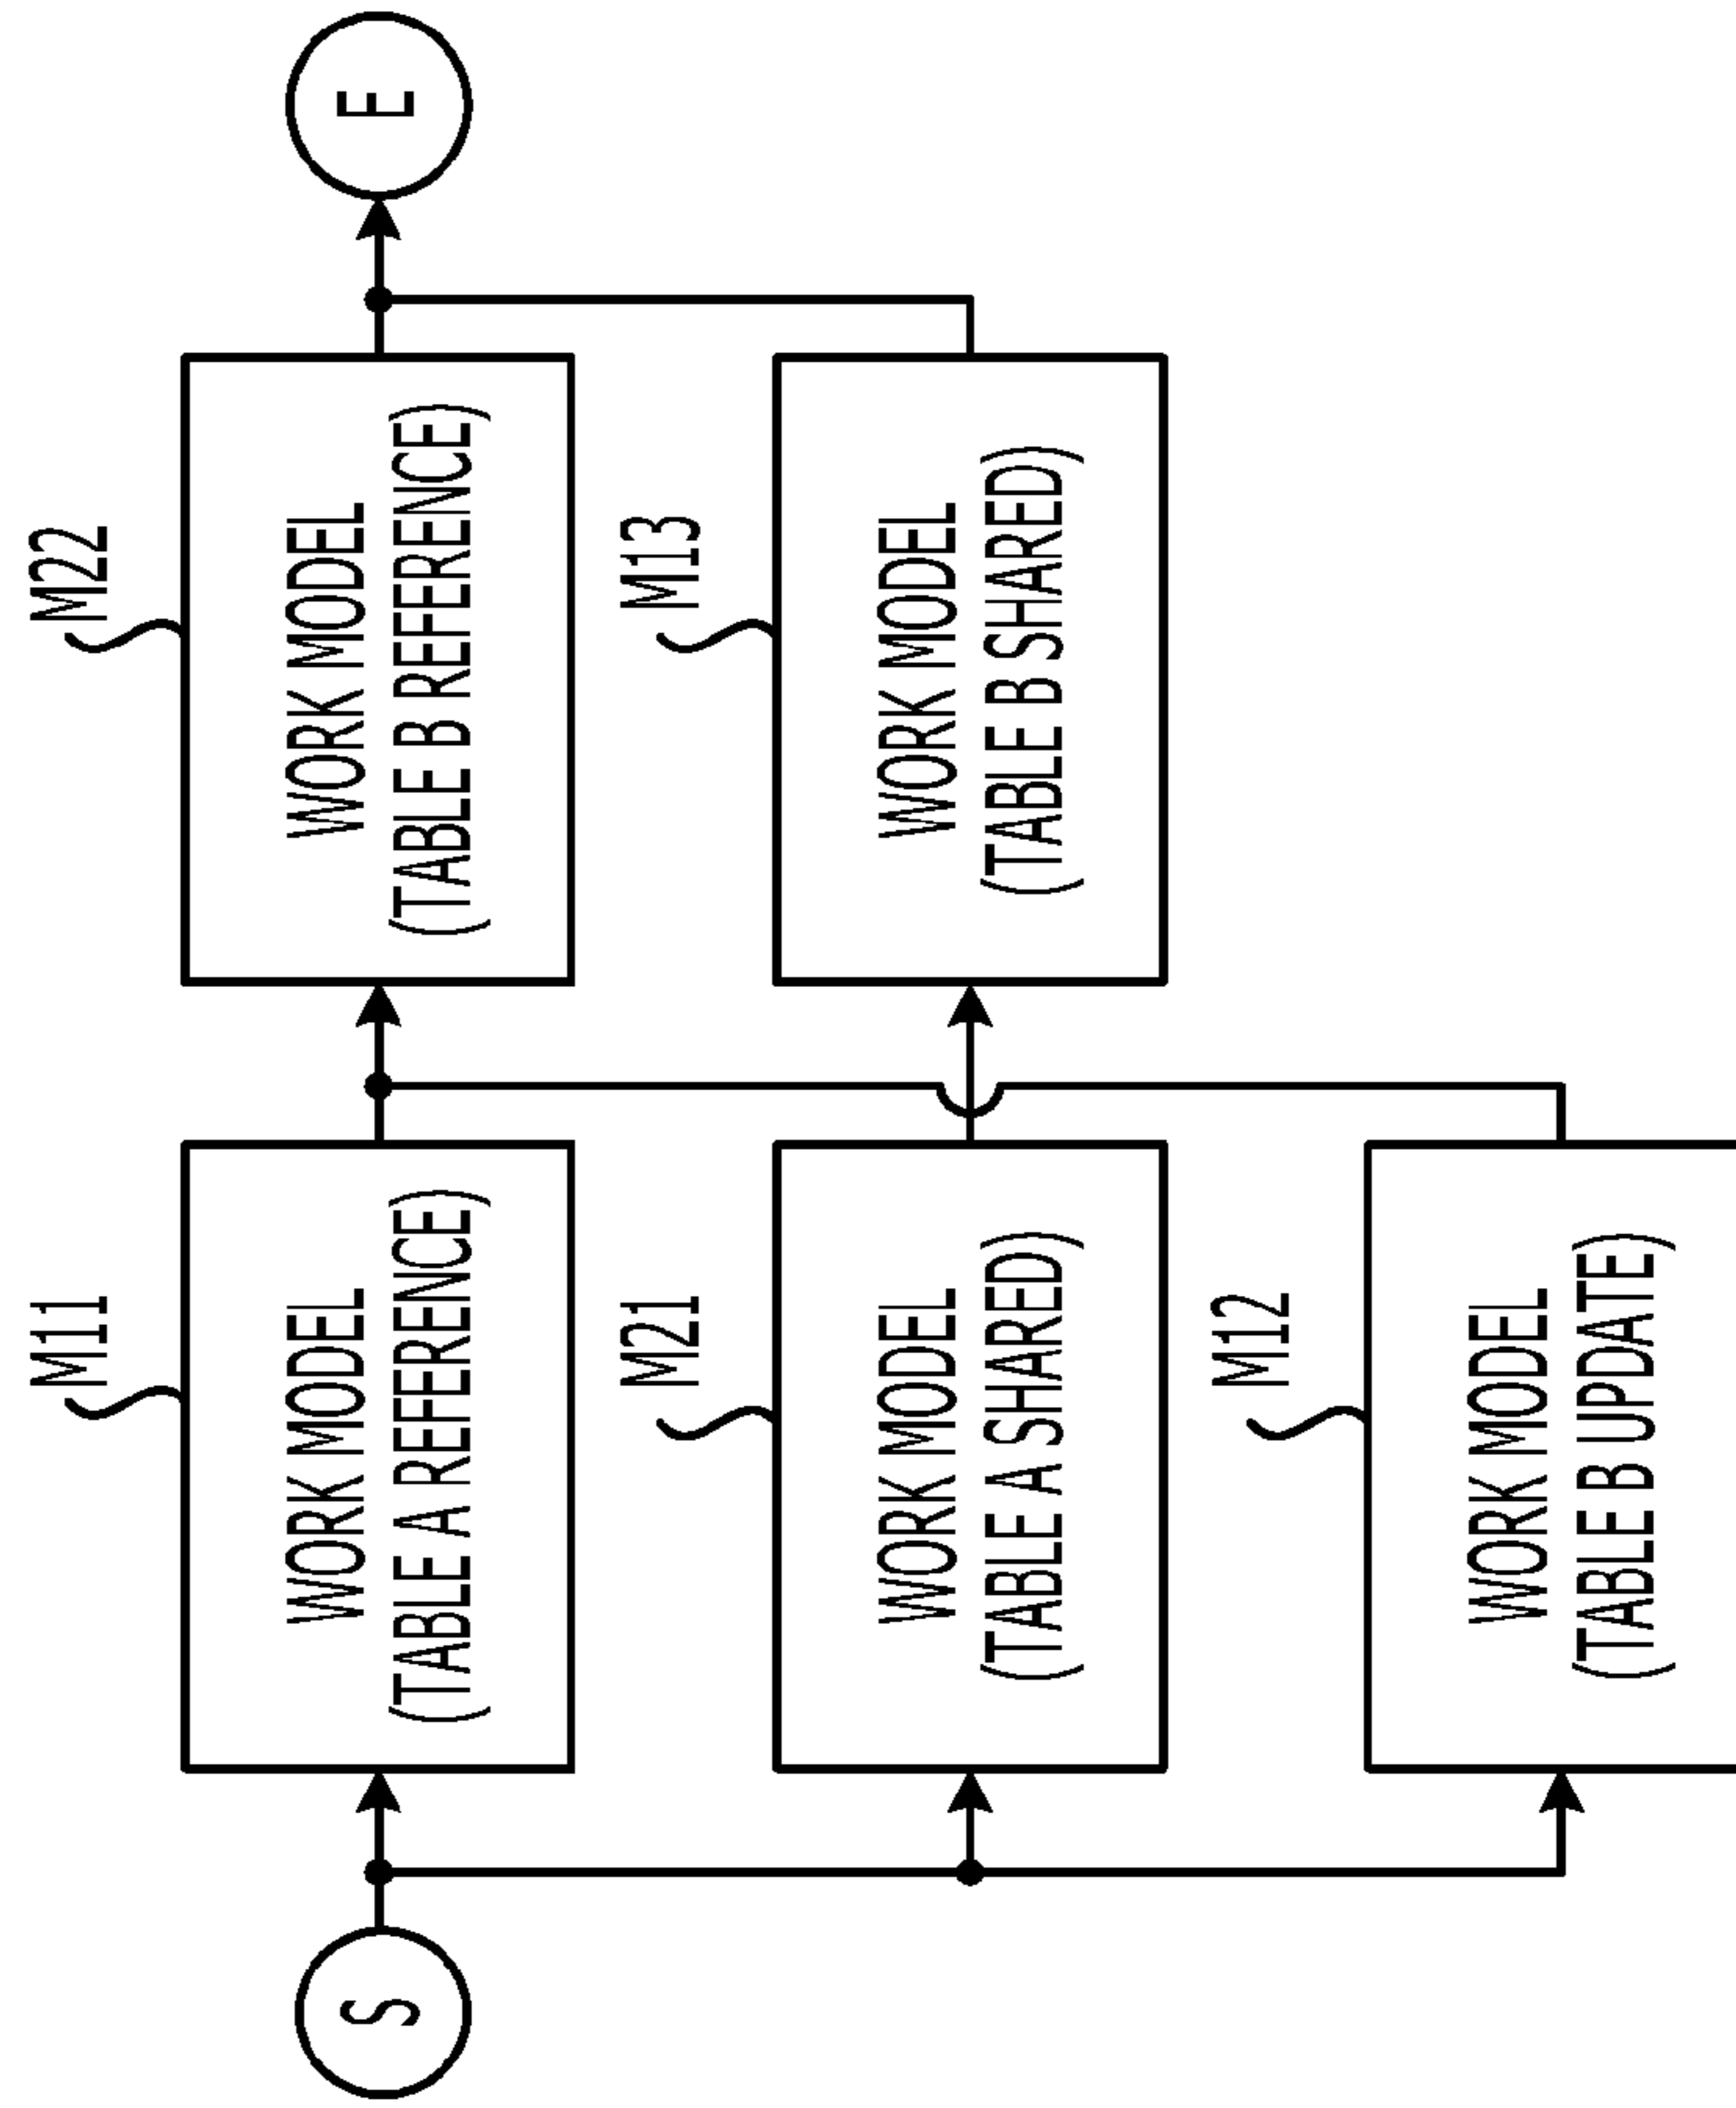 S
M11
WORK MODEL
(TABLE A REFERENCE)
M22
WORK MODEL
(TABLE B REFERENCE)
E
M21
WORK MODEL
(TABLE A SHARED)
M13
WORK MODEL
(TABLE B SHARED)
M12
WORK MODEL
(TABLE B UPDATE)